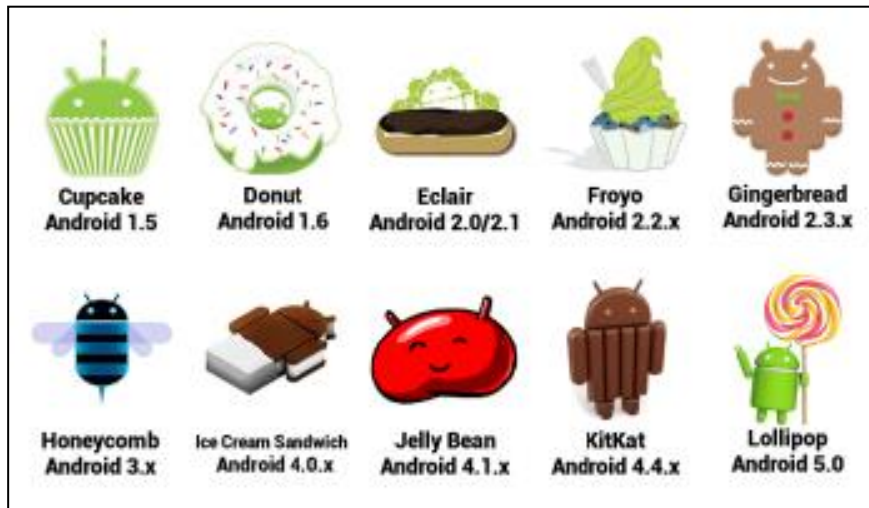 Cupcake
Android 1.5
Donut
Android 1.6
Eclair
Android 2.0/2.1
Froyo
Android 2.2.x
Gingerbread
Android 2.3.x
Honeycomb
Android 3.x
Ice Cream Sandwich
Android 4.0.x
Jelly Bean
Android 4.1.x
KitKat
Android 4.4.x
Lollipop
Android 5.0